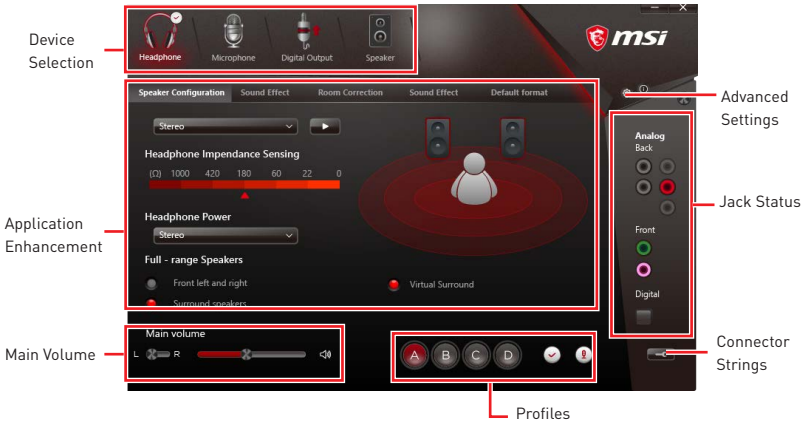 Device
Selection
Headphone
Microphone
Digital Output
Speaker
msi
Speaker Configuration
Sound Effect
Room Correction
Sound Effect
Default format
Advanced
Settings
Stereo
Headphone Impendance Sensing
(Ω) 1000 420 180 60 22 0
Headphone Power
Stereo
Full - range Speakers
Front left and right
Surround speakers
Virtual Surround
Application
Enhancement
Analog
Back
Front
Digital
Jack Status
Main volume
L R
Main Volume
A B C D
Profiles
Connector
Strings